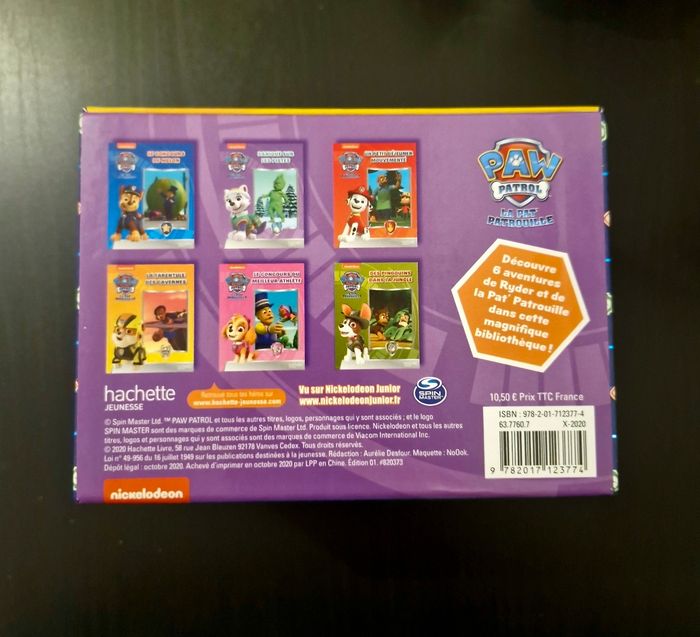 LE CONCOURS
DU MELON
PANIQUE SUR
LES PISTES
UN PETIT DÉJEUNER
MOUVEMENTÉ
PAW
PATROL
LA PAT'
PATROUILLE
LA TARENTULE
DES CAVERNES
LE CONCOURS DU
MEILLEUR ATHLÈTE
DES PINGOUINS
DANS LA JUNGLE
Découvre
6 aventures
de Ryder et de
la Pat' Patrouille
dans cette
magnifique
bibliothèque !
hachette
JEUNESSE
Retrouve tous tes héros sur
www.hachette-jeunesse.com
Vu sur Nickelodeon Junior
www.nickelodeonjunior.fr
SPIN
MASTER
10,50 € Prix TTC France
© Spin Master Ltd. ™ PAW PATROL et tous les autres titres, logos, personnages qui y sont associés ; et le logo
SPIN MASTER sont des marques de commerce de Spin Master Ltd. Produit sous licence. Nickelodeon et tous les autres
titres, logos et personnages qui y sont associés sont des marques de commerce de Viacom International Inc.
© 2020 Hachette Livre, 58 rue Jean Bleuzen 92178 Vanves Cedex. Tous droits réservés.
Loi n° 49-956 du 16 juillet 1949 sur les publications destinées à la jeunesse. Rédaction : Aurélie Desfour. Maquette : NoOok.
Dépôt légal : octobre 2020. Achevé d'imprimer en octobre 2020 par LPP en Chine. Édition 01. #820373
ISBN : 978-2-01-712377-4
63.7760.7 X-2020
9 782017 123774
nickelodeon